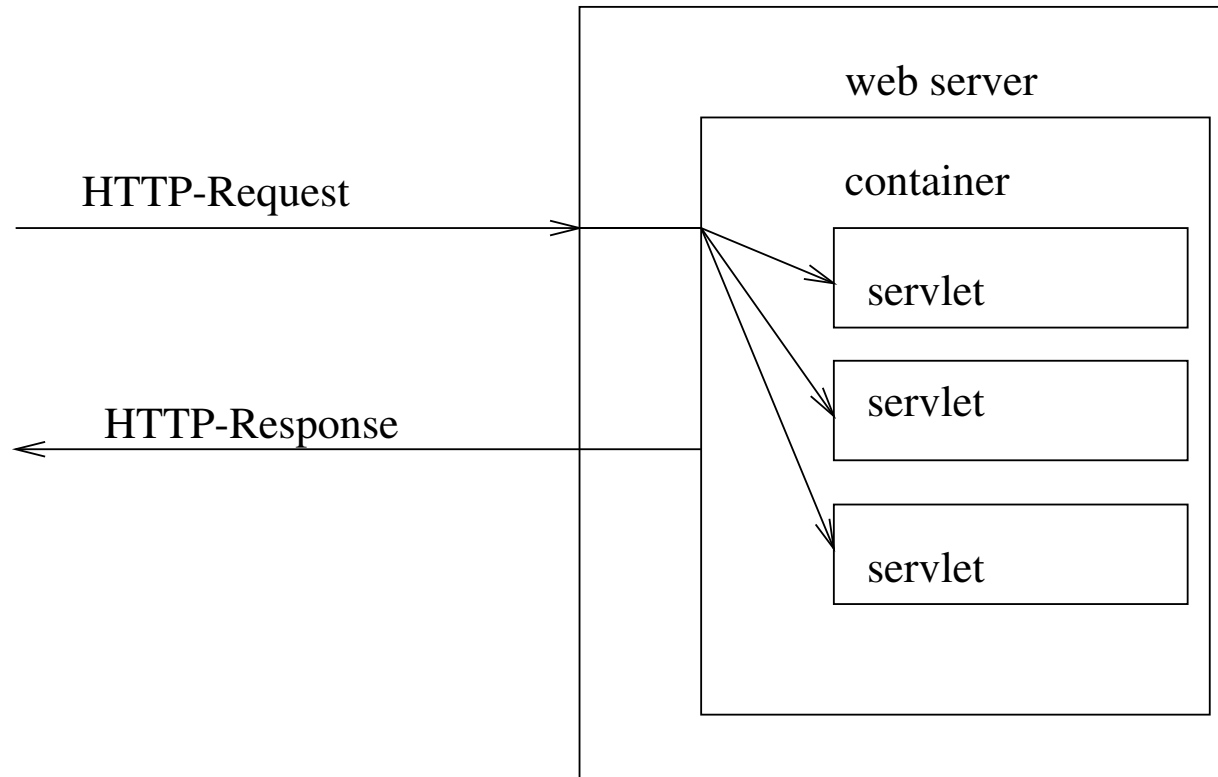 web server
container
HTTP-Request
servlet
servlet
HTTP-Response
servlet